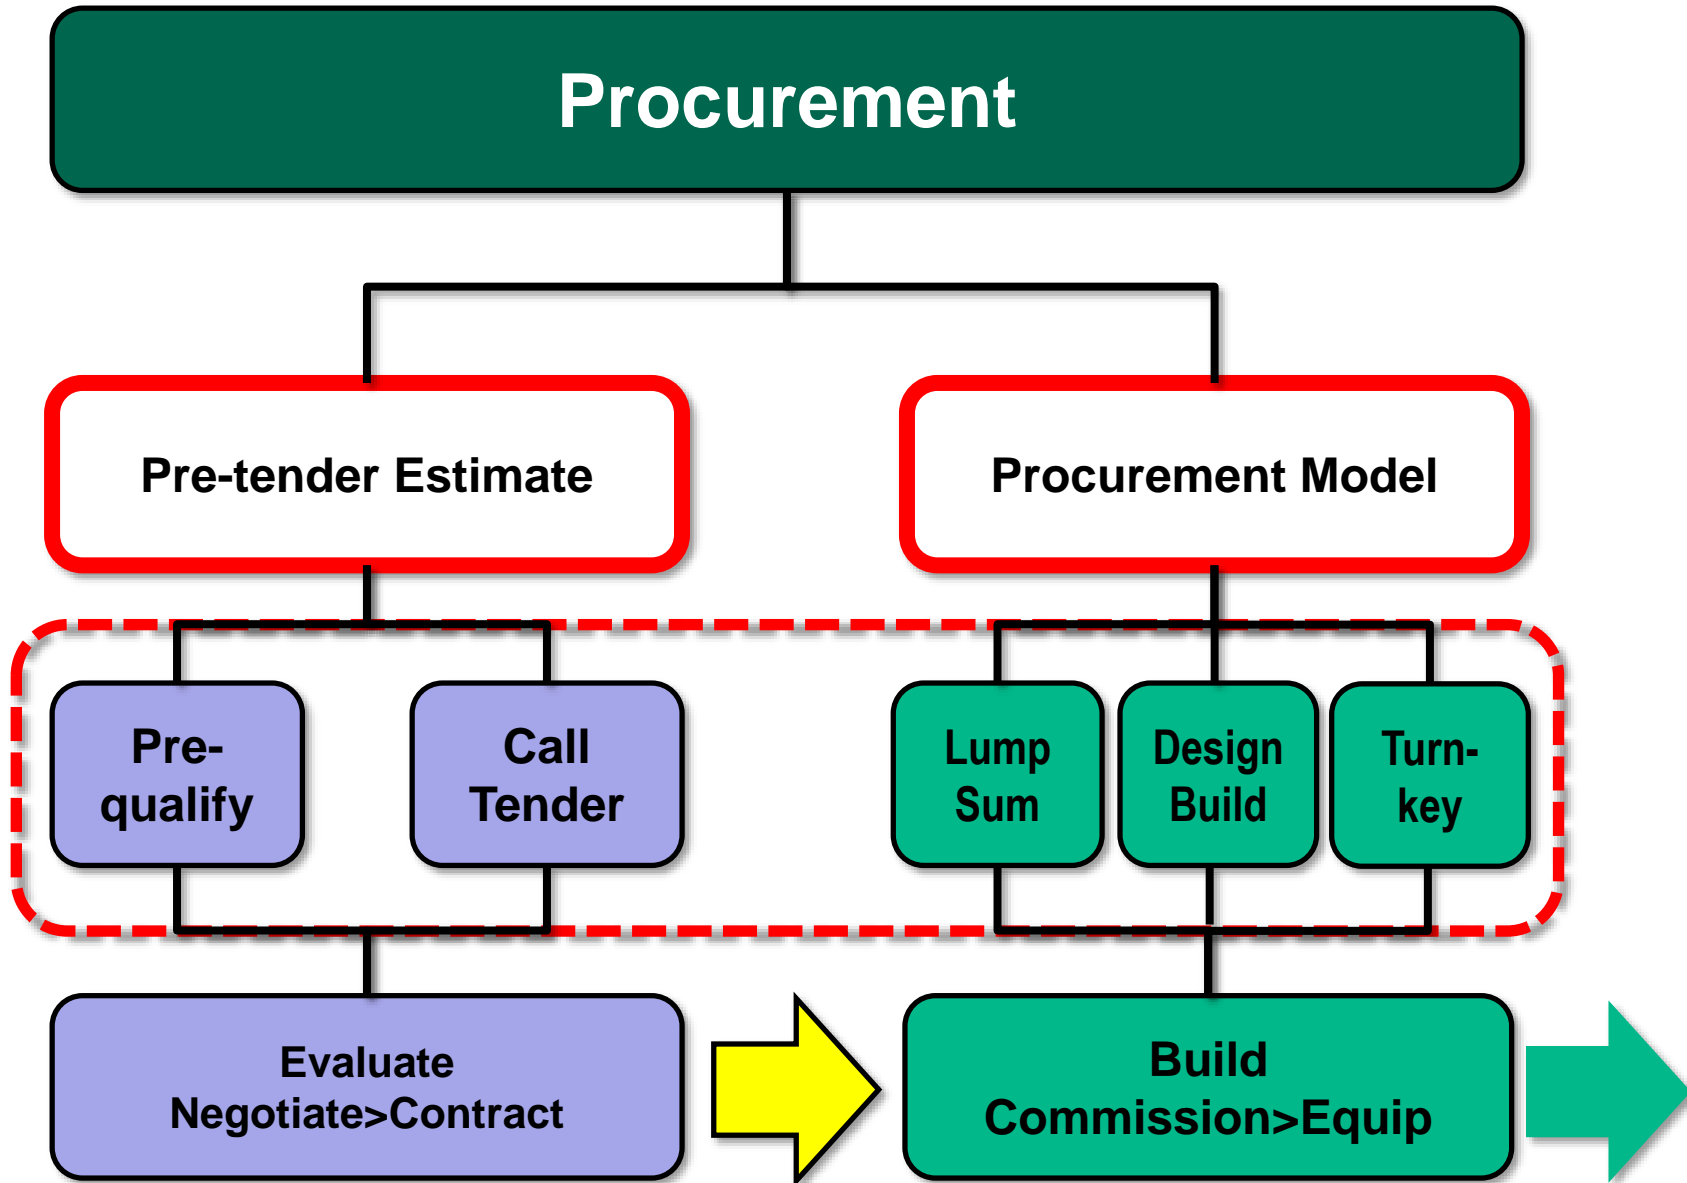 Procurement
Pre-tender Estimate
Procurement Model
Pre-
qualify
Call
Tender
Lump
Sum
Design
Build
Turn-
key
Evaluate
Negotiate>Contract
Build
Commission>Equip